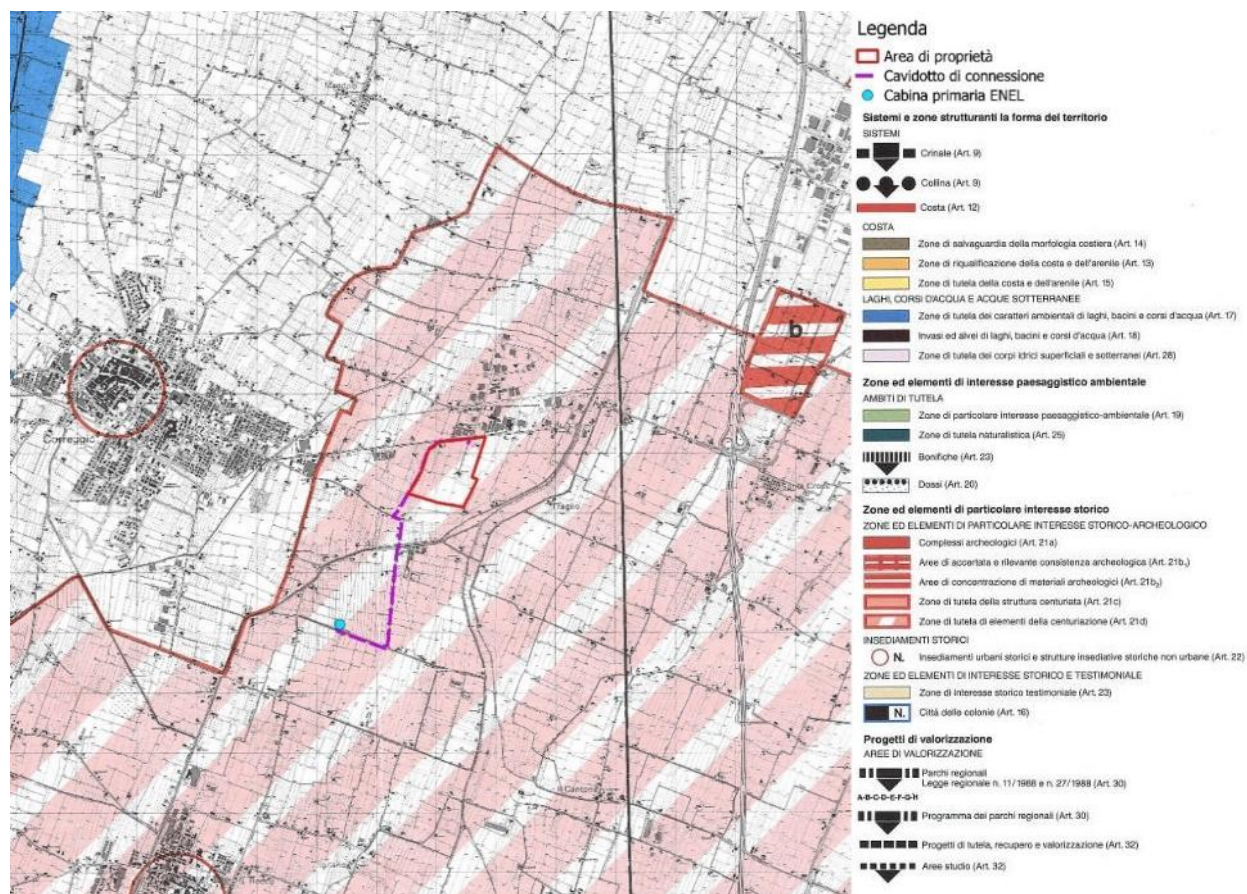 Correggio
b
2
Il Taglio
Il Cantone
Legenda
Area di proprietà
Cavidotto di connessione
Cabina primaria ENEL
Sistemi e zone strutturanti la forma del territorio
SISTEMI
Crinale (Art. 9)
Collina (Art. 9)
Costa (Art. 12)
COSTA
Zone di salvaguardia della morfologia costiera (Art. 14)
Zone di riqualificazione della costa e dell'arenile (Art. 13)
Zone di tutela della costa e dell'arenile (Art. 15)
LAGHI, CORSI D'ACQUA E ACQUE SOTTERRANEE
Zone di tutela dei caratteri ambientali di laghi, bacini e corsi d'acqua (Art. 17)
Invasi ed alvei di laghi, bacini e corsi d'acqua (Art. 18)
Zone di tutela dei corpi idrici superficiali e sotterranei (Art. 28)
Zone ed elementi di interesse paesaggistico ambientale
AMBITI DI TUTELA
Zone di particolare interesse paesaggistico-ambientale (Art. 19)
Zone di tutela naturalistica (Art. 25)
Bonifiche (Art. 23)
Dossi (Art. 20)
Zone ed elementi di particolare interesse storico
ZONE ED ELEMENTI DI PARTICOLARE INTERESSE STORICO-ARCHEOLOGICO
Complessi archeologici (Art. 21a)
Aree di accertata e rilevante consistenza archeologica (Art. 21b₁)
Aree di concentrazione di materiali archeologici (Art. 21b₂)
Zone di tutela della struttura centuriata (Art. 21c)
Zone di tutela di elementi della centuriazione (Art. 21d)
INSEDIAMENTI STORICI
N. Insediamenti urbani storici e strutture insediative storiche non urbane (Art. 22)
ZONE ED ELEMENTI DI INTERESSE STORICO E TESTIMONIALE
Zone di interesse storico testimoniale (Art. 23)
N. Città delle colonie (Art. 16)
Progetti di valorizzazione
AREE DI VALORIZZAZIONE
Parchi regionali
Legge regionale n. 11/1988 e n. 27/1988 (Art. 30)
A-B-C-D-E-F-G-H
Programma dei parchi regionali (Art. 30)
Progetti di tutela, recupero e valorizzazione (Art. 32)
Aree studio (Art. 32)